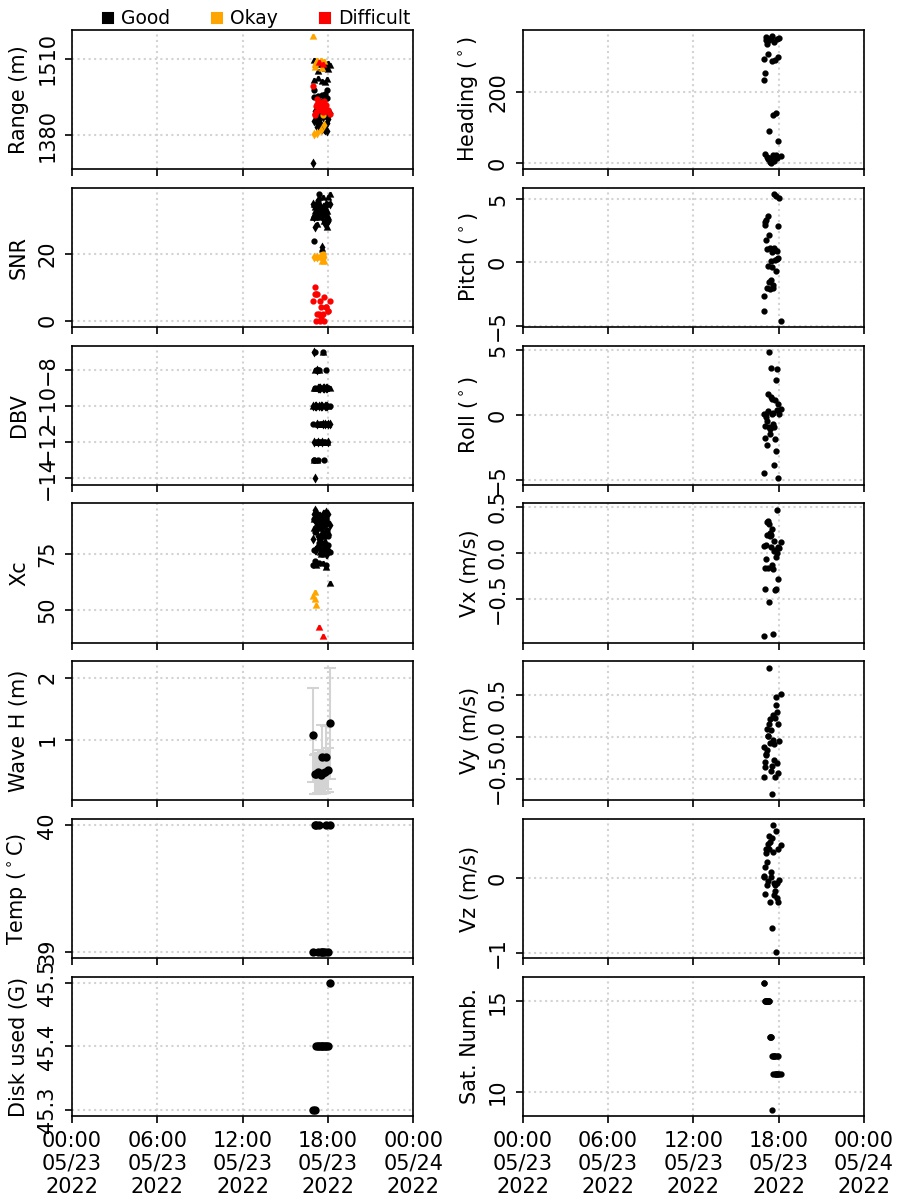 Good Okay Difficult
Range (m)
1510
1380
Heading (°)
200
0
SNR
20
0
Pitch (°)
5
0
−5
DBV
−8
−10
−12
−14
Roll (°)
5
0
−5
Xc
75
50
Vx (m/s)
0.5
0.0
−0.5
Wave H (m)
2
1
Vy (m/s)
0.5
0.0
−0.5
Temp (°C)
40
39
Vz (m/s)
0
−1
Disk used (G)
45.5
45.4
45.3
Sat. Numb.
15
10
00:00 06:00 12:00 18:00 00:00
05/23 05/23 05/23 05/23 05/24
2022 2022 2022 2022 2022
00:00 06:00 12:00 18:00 00:00
05/23 05/23 05/23 05/23 05/24
2022 2022 2022 2022 2022